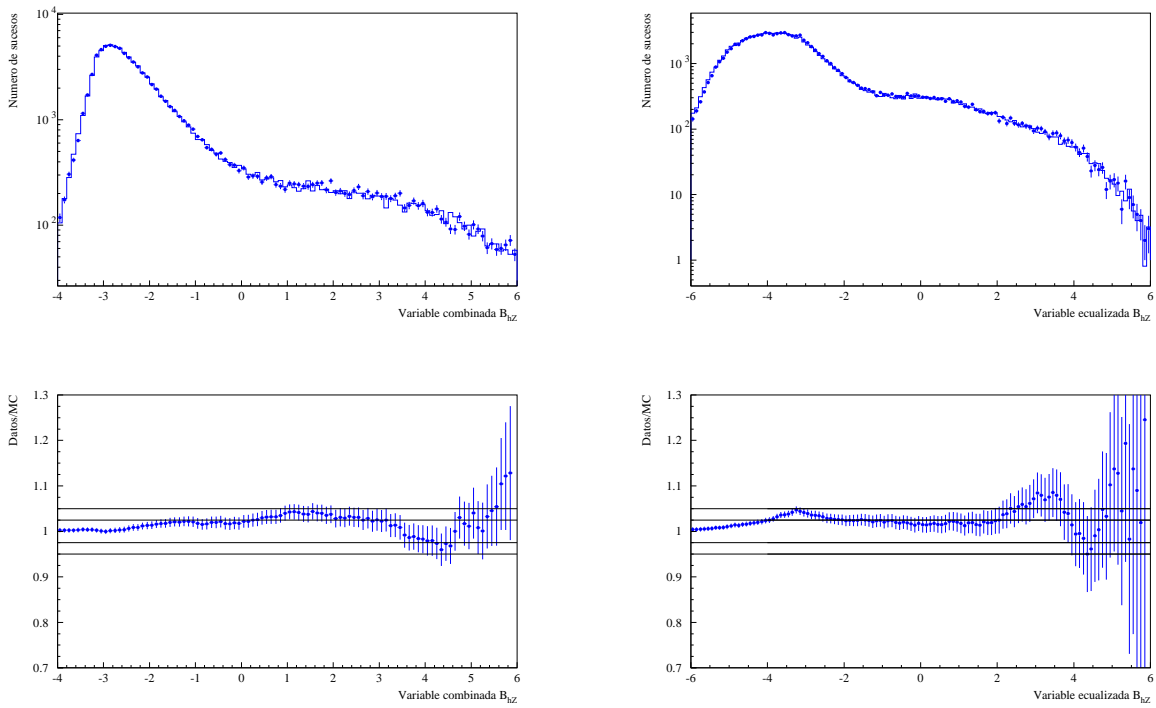 Numero de sucesos
10^4
10^3
10^2
-4 -3 -2 -1 0 1 2 3 4 5 6
Variable combinada B_hZ
Numero de sucesos
10^3
10^2
10
1
-6 -4 -2 0 2 4 6
Variable ecualizada B_hZ
Datos/MC
1.3
1.2
1.1
1
0.9
0.8
0.7
-4 -3 -2 -1 0 1 2 3 4 5 6
Variable combinada B_hZ
Datos/MC
1.3
1.2
1.1
1
0.9
0.8
0.7
-6 -4 -2 0 2 4 6
Variable ecualizada B_hZ